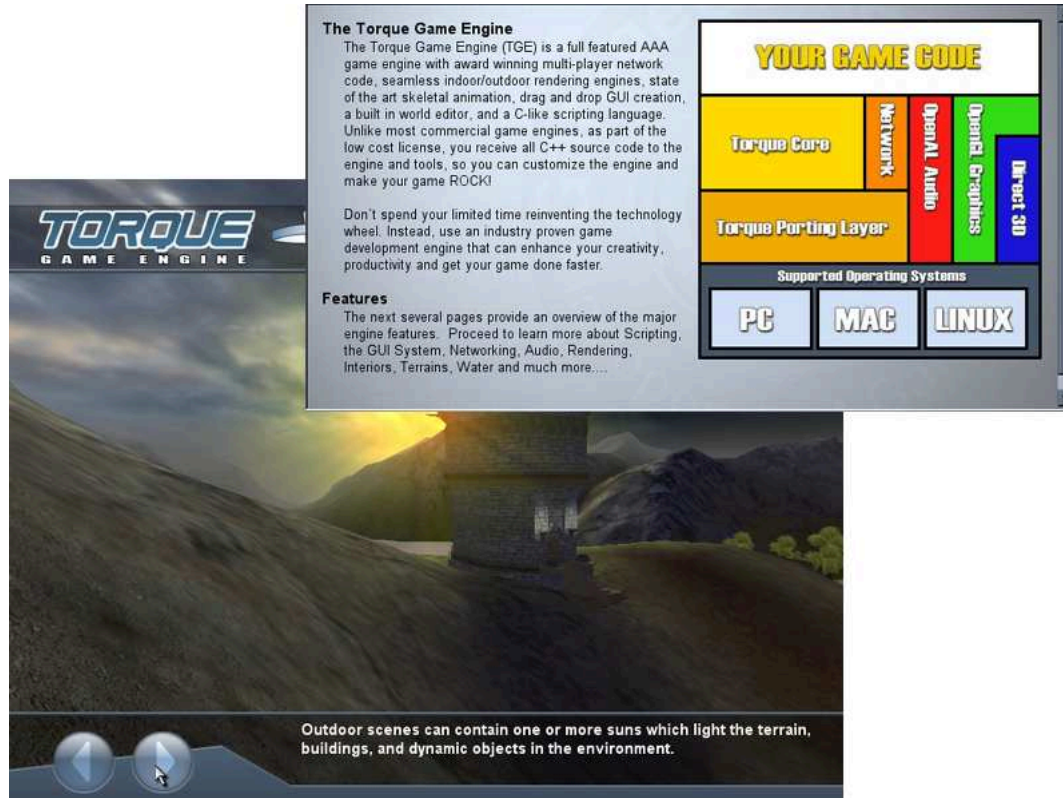 The Torque Game Engine
The Torque Game Engine (TGE) is a full featured AAA
game engine with award winning multi-player network
code, seamless indoor/outdoor rendering engines, state
of the art skeletal animation, drag and drop GUI creation,
a built in world editor, and a C-like scripting language.
Unlike most commercial game engines, as part of the
low cost license, you receive all C++ source code to the
engine and tools, so you can customize the engine and
make your game ROCK!
Don't spend your limited time reinventing the technology
wheel. Instead, use an industry proven game
development engine that can enhance your creativity,
productivity and get your game done faster.
Features
The next several pages provide an overview of the major
engine features. Proceed to learn more about Scripting,
the GUI System, Networking, Audio, Rendering,
Interiors, Terrains, Water and much more....
YOUR GAME CODE
Torque Core
Network
OpenAL Audio
OpenGL Graphics
Direct 3D
Torque Porting Layer
Supported Operating Systems
PC
MAC
LINUX
TORQUE
GAME ENGINE
Outdoor scenes can contain one or more suns which light the terrain,
buildings, and dynamic objects in the environment.